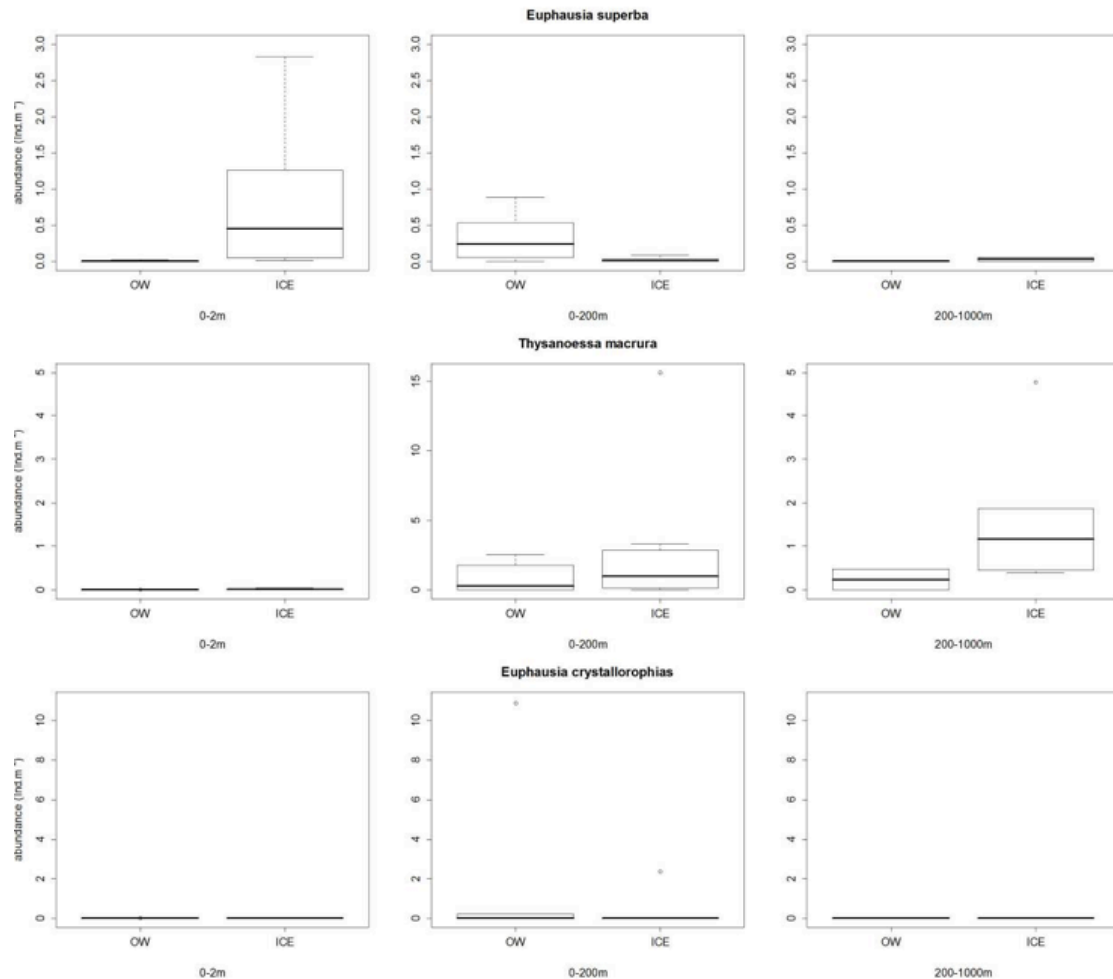 Euphausia superba
abundance (Ind.m⁻
3.0
2.5
2.0
1.5
1.0
0.5
0.0
OW ICE
0-2m
3.0
2.5
2.0
1.5
1.0
0.5
0.0
OW ICE
0-200m
3.0
2.5
2.0
1.5
1.0
0.5
0.0
OW ICE
200-1000m
Thysanoessa macrura
abundance (Ind.m⁻
5
4
3
2
1
0
OW ICE
0-2m
15
10
5
0
OW ICE
0-200m
5
4
3
2
1
0
OW ICE
200-1000m
Euphausia crystallorophias
abundance (Ind.m⁻
10
8
6
4
2
0
OW ICE
0-2m
10
8
6
4
2
0
OW ICE
0-200m
10
8
6
4
2
0
OW ICE
200-1000m